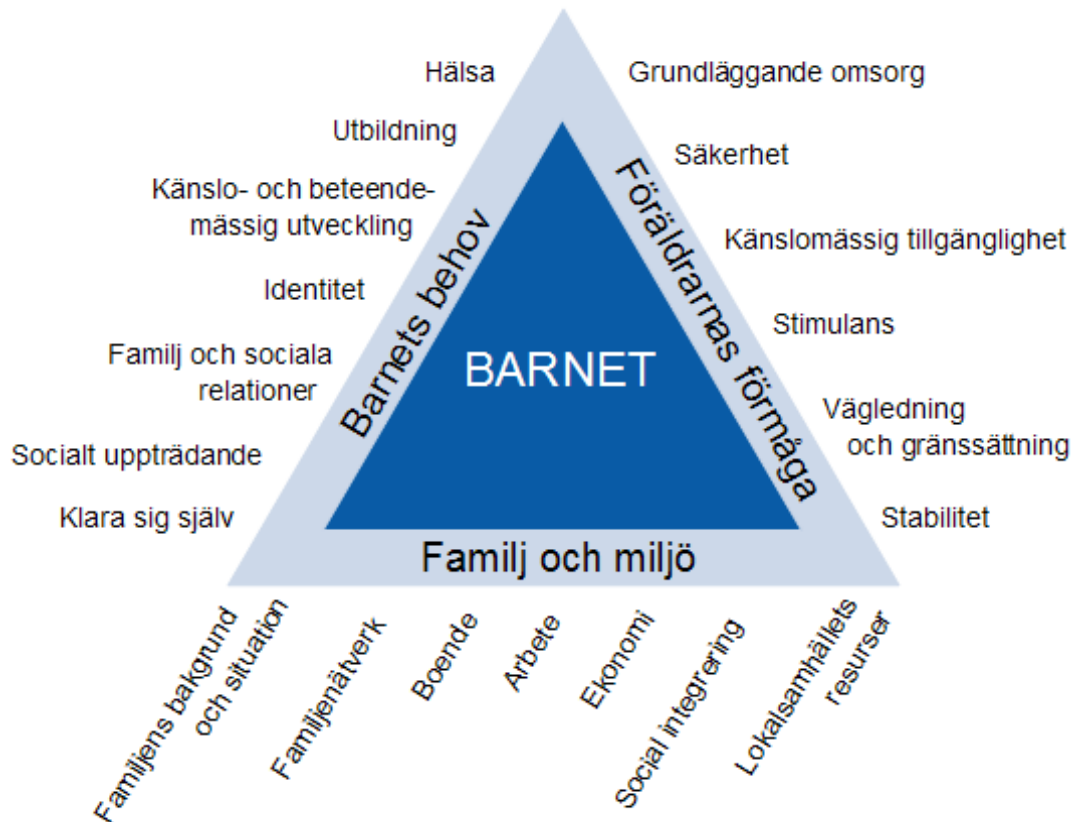 Hälsa
Utbildning
Känslo- och beteende-
mässig utveckling
Identitet
Familj och sociala
relationer
Socialt uppträdande
Klara sig själv
Barnets behov
BARNET
Föräldrarnas förmåga
Grundläggande omsorg
Säkerhet
Känslomässig tillgänglighet
Stimulans
Vägledning
och gränssättning
Stabilitet
Familj och miljö
Familjens bakgrund
och situation
Familjenätverk
Boende
Arbete
Ekonomi
Social integrering
Lokalsamhällets
resurser